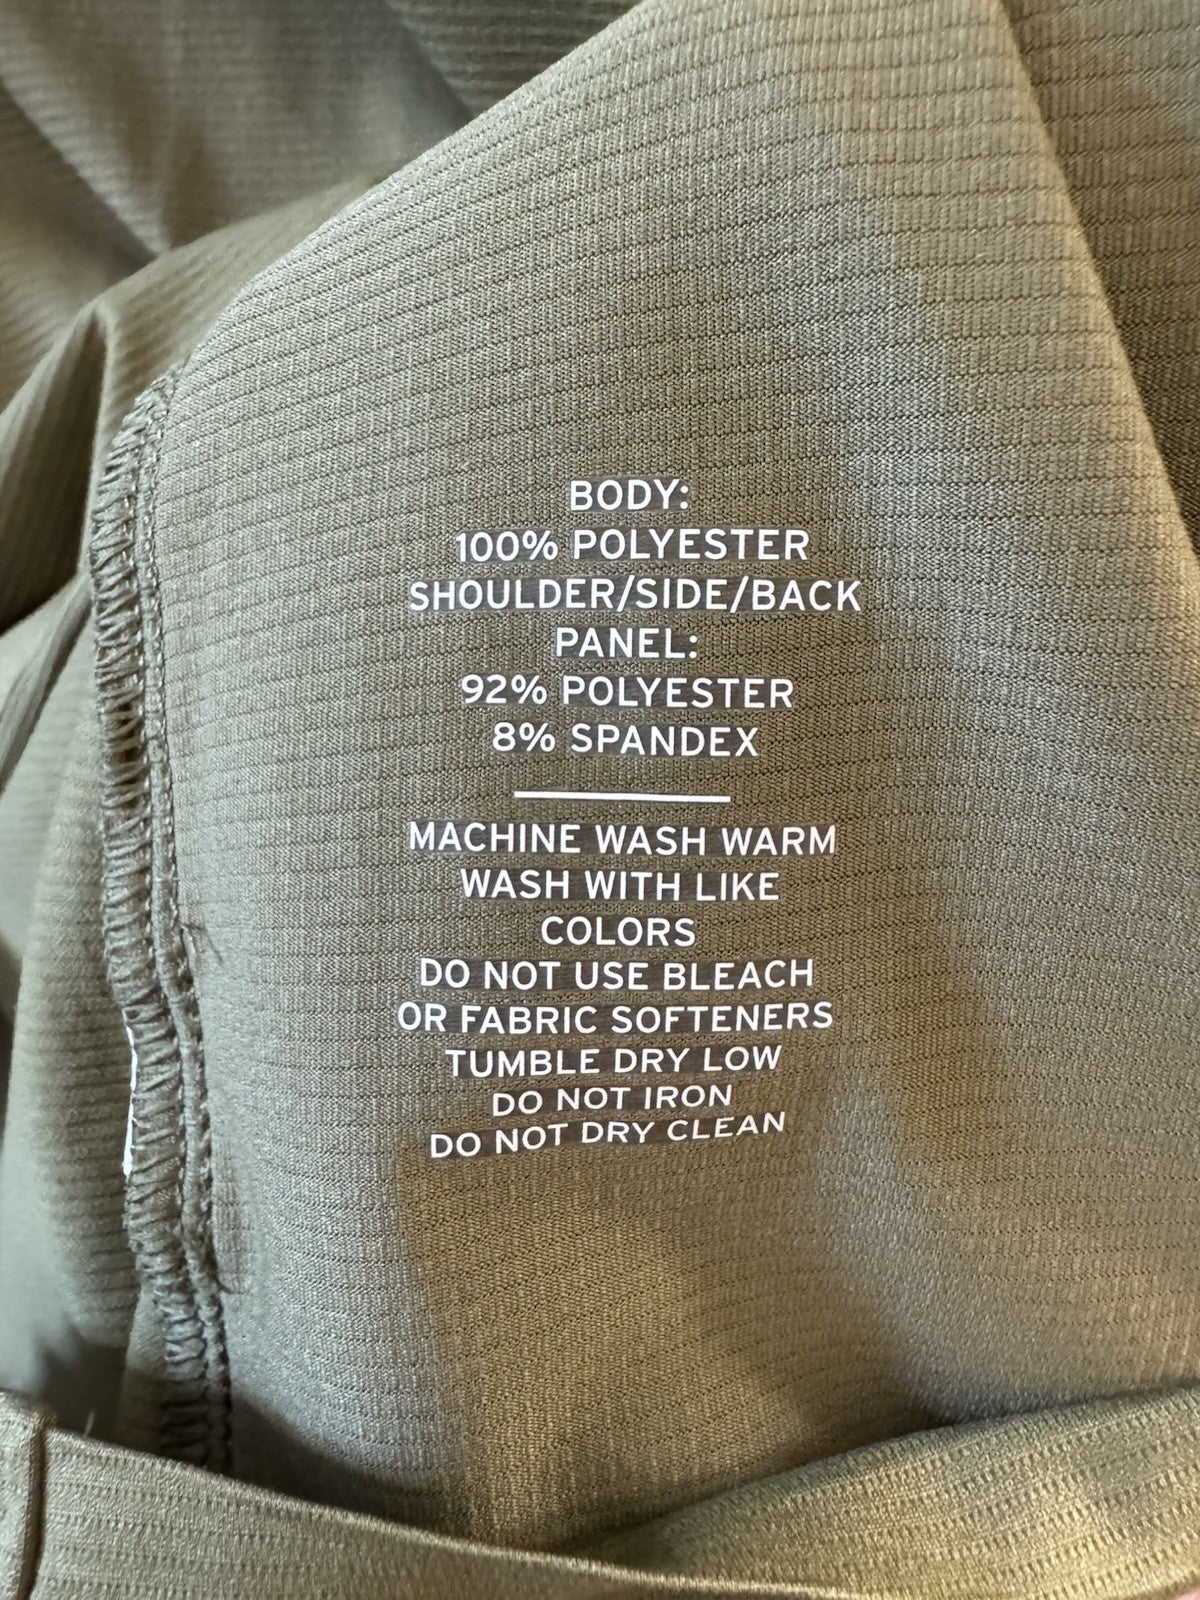 BODY:
100% POLYESTER
SHOULDER/SIDE/BACK
PANEL:
92% POLYESTER
8% SPANDEX
MACHINE WASH WARM
WASH WITH LIKE
COLORS
DO NOT USE BLEACH
OR FABRIC SOFTENERS
TUMBLE DRY LOW
DO NOT IRON
DO NOT DRY CLEAN